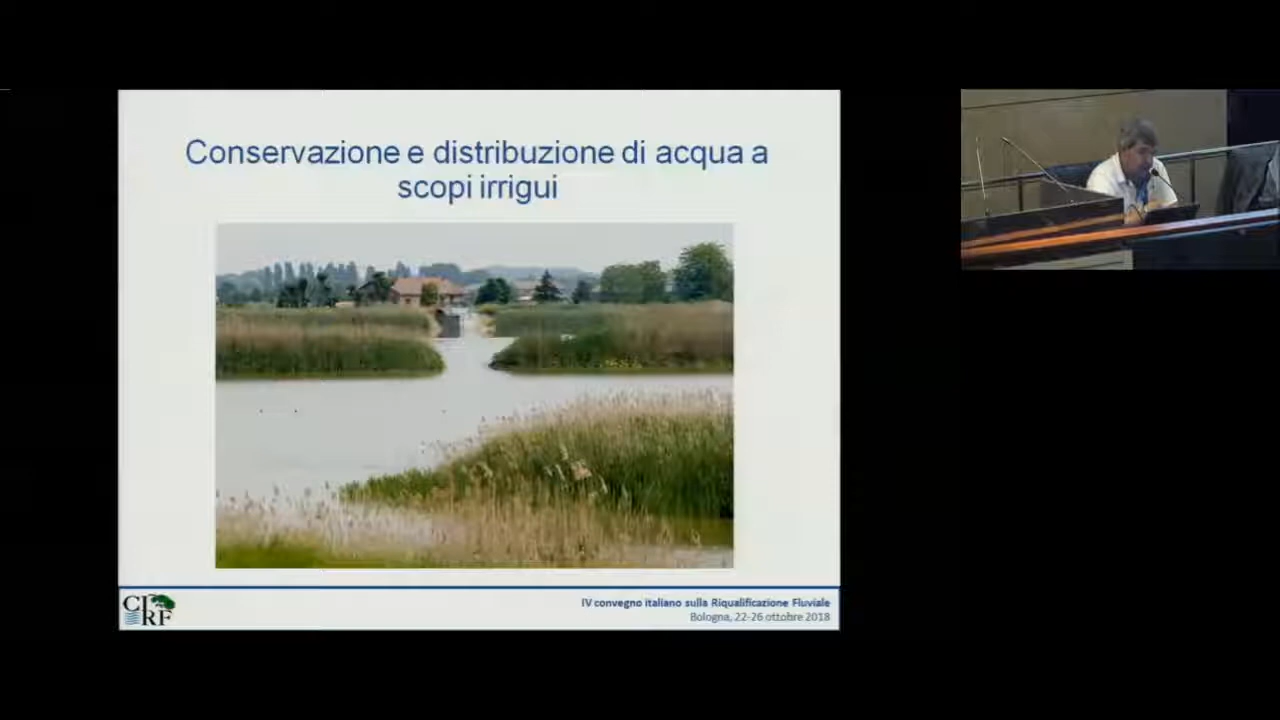 Conservazione e distribuzione di acqua a
scopi irrigui
CIRF
IV convegno italiano sulla Riqualificazione Fluviale
Bologna, 22-26 ottobre 2018